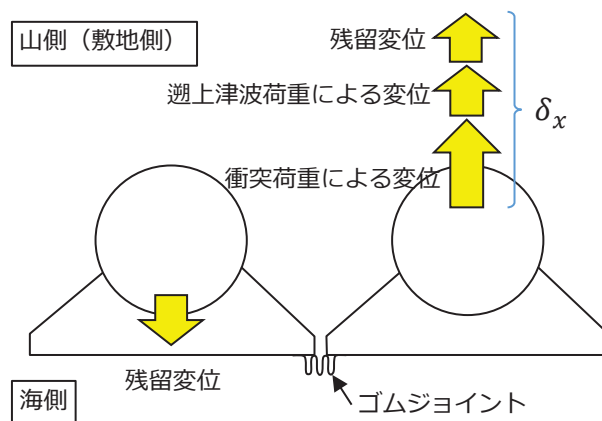 山側（敷地側）
残留変位
遡上津波荷重による変位
δx
衝突荷重による変位
残留変位
海側
ゴムジョイント